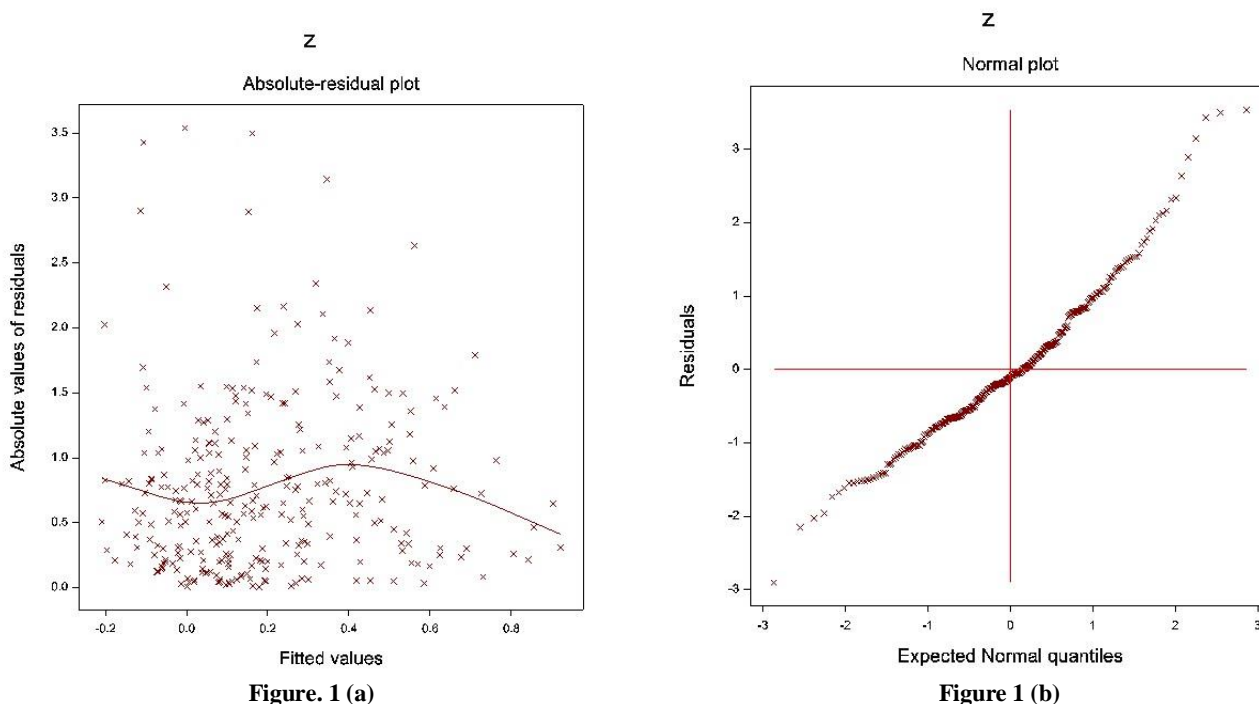 z
Absolute-residual plot
3.5
3.0
2.5
2.0
1.5
1.0
0.5
0.0
-0.2 0.0 0.2 0.4 0.6 0.8
Absolute values of residuals
Fitted values
Figure. 1 (a)
z
Normal plot
3
2
1
0
-1
-2
-3
-3 -2 -1 0 1 2 3
Residuals
Expected Normal quantiles
Figure 1 (b)